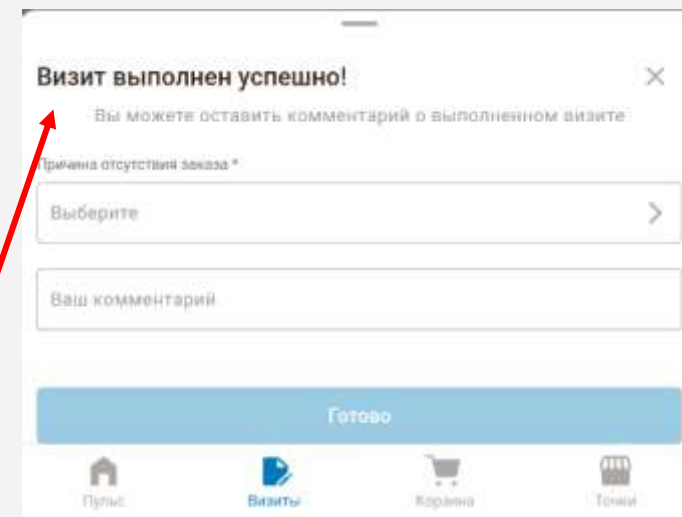 Визит выполнен успешно!
Вы можете оставить комментарий о выполненном визите
Причина отсутствия заказа *
Выберите
Ваш комментарий
Готово
Пульс Визиты Корзина Точки